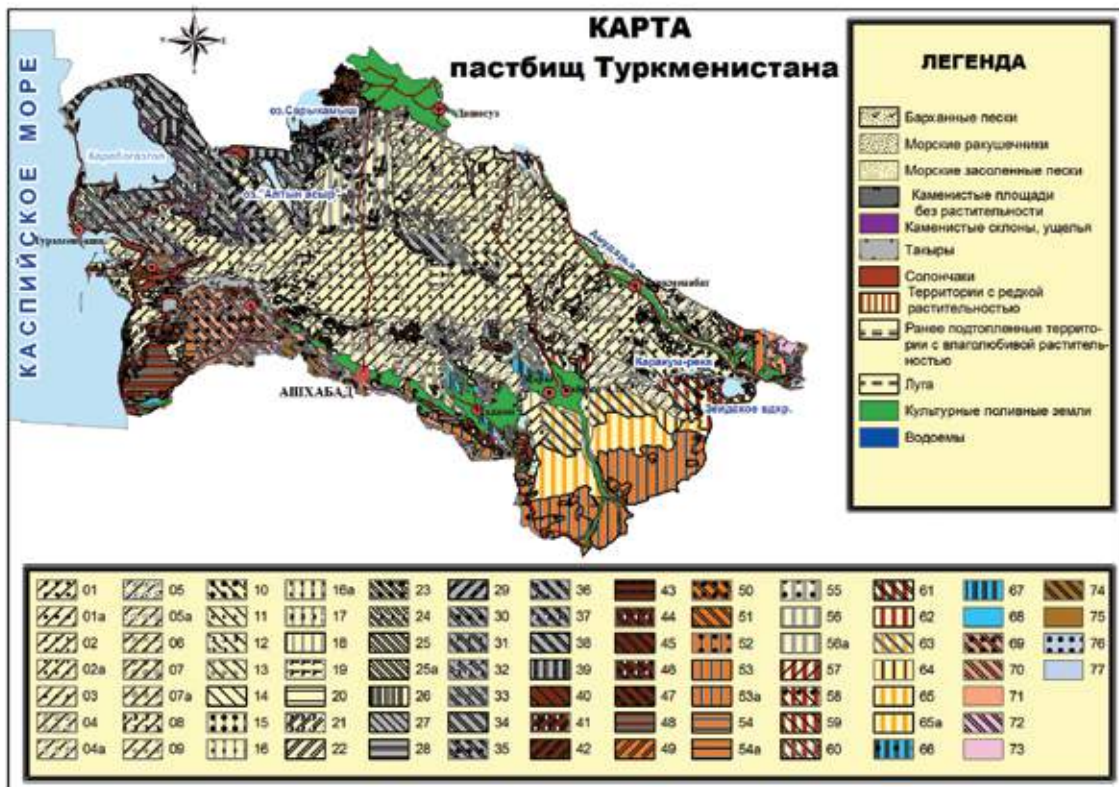 КАРТА
пастбищ Туркменистана
КАСПИЙСКОЕ МОРЕ
Карабогазгол
оз.Сарыкамыш
Дашогуз
оз. "Алтын асыр"
Туркменбаши
Амударья
Туркменабат
Каракум-река
Зеидское вдхр.
АШХАБАД
ЛЕГЕНДА
Барханные пески
Морские ракушечники
Морские засоленные пески
Каменистые площади
без растительности
Каменистые склоны, ущелья
Такыры
Солончаки
Территории с редкой
растительностью
Ранее подтопленные террито-
рии с влаголюбивой раститель-
ностью
Луга
Культурные поливные земли
Водоемы
01 05 10 16а 23 29 36 43 50 55 61 67 74
01а 05а 11 17 24 30 37 44 51 56 62 68 75
02 06 12 18 25 31 38 45 52 56а 63 69 76
02а 07 13 19 25а 32 39 46 53 57 64 70 77
03 07а 14 20 26 33 40 47 53а 58 65 71
04 08 15 21 27 34 41 48 54 59 65а 72
04а 09 16 22 28 35 42 49 54а 60 66 73